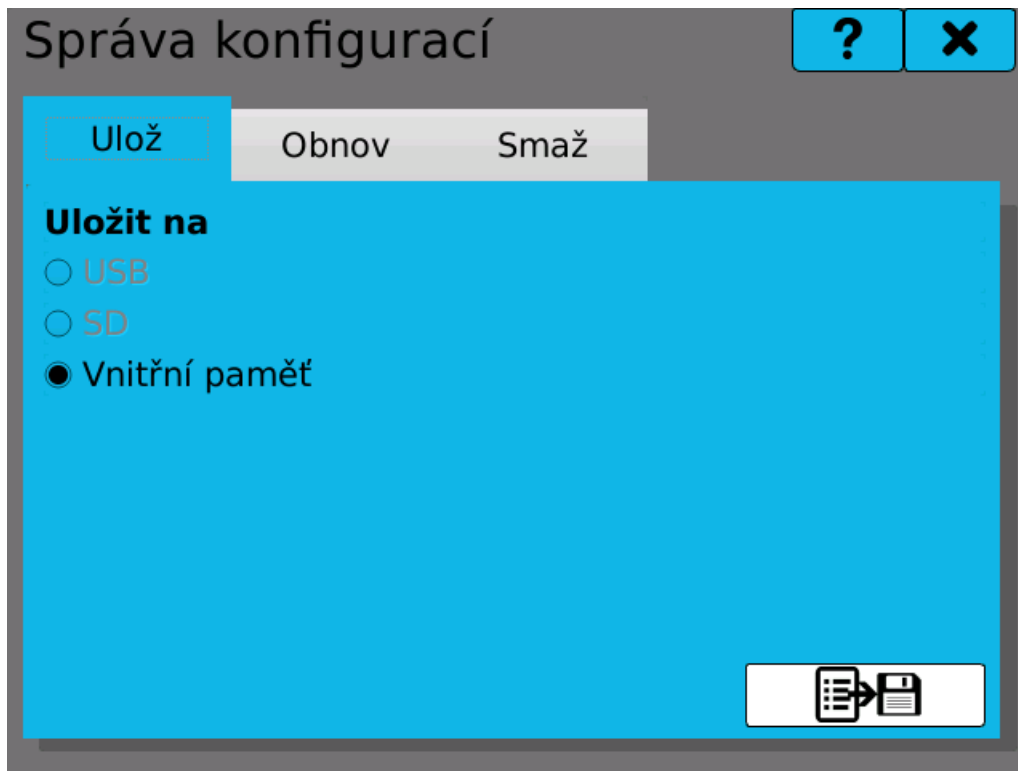 Správa konfigurací
?
Ulož
Obnov
Smaž
Uložit na
USB
SD
Vnitřní paměť